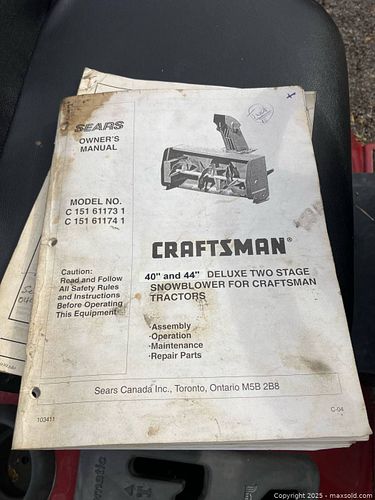 SEARS
OWNER'S
MANUAL
MODEL NO.
C 151 61173 1
C 151 61174 1
CRAFTSMAN®
Caution:
Read and Follow
All Safety Rules
and Instructions
Before Operating
This Equipment
40" and 44" DELUXE TWO STAGE
SNOWBLOWER FOR CRAFTSMAN
TRACTORS
·Assembly
·Operation
·Maintenance
·Repair Parts
Sears Canada Inc., Toronto, Ontario M5B 2B8
103411
C-04
Copyright © 2025 - maxsold.com